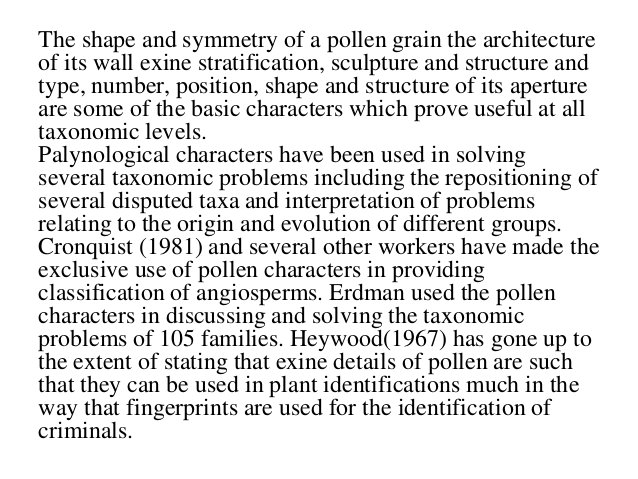 The shape and symmetry of a pollen grain the architecture
of its wall exine stratification, sculpture and structure and
type, number, position, shape and structure of its aperture
are some of the basic characters which prove useful at all
taxonomic levels.
Palynological characters have been used in solving
several taxonomic problems including the repositioning of
several disputed taxa and interpretation of problems
relating to the origin and evolution of different groups.
Cronquist (1981) and several other workers have made the
exclusive use of pollen characters in providing
classification of angiosperms. Erdman used the pollen
characters in discussing and solving the taxonomic
problems of 105 families. Heywood(1967) has gone up to
the extent of stating that exine details of pollen are such
that they can be used in plant identifications much in the
way that fingerprints are used for the identification of
criminals.